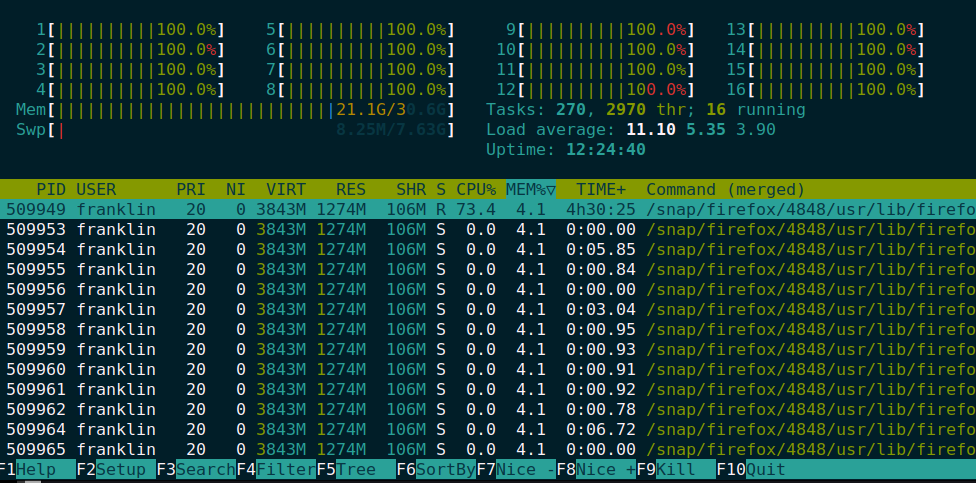 1[||||||||||100.0%] 5[||||||||||100.0%] 9[||||||||||100.0%] 13[||||||||||100.0%]
2[||||||||||100.0%] 6[||||||||||100.0%] 10[||||||||||100.0%] 14[||||||||||100.0%]
3[||||||||||100.0%] 7[||||||||||100.0%] 11[||||||||||100.0%] 15[||||||||||100.0%]
4[||||||||||100.0%] 8[||||||||||100.0%] 12[||||||||||100.0%] 16[||||||||||100.0%]
Mem[||||||||||||||||||||||||||||21.1G/30.6G] Tasks: 270, 2970 thr; 16 running
Swp[| 8.25M/7.63G] Load average: 11.10 5.35 3.90
Uptime: 12:24:40
PID USER PRI NI VIRT RES SHR S CPU% MEM%▽ TIME+ Command (merged)
509949 franklin 20 0 3843M 1274M 106M R 73.4 4.1 4h30:25 /snap/firefox/4848/usr/lib/firefo
509953 franklin 20 0 3843M 1274M 106M S 0.0 4.1 0:00.00 /snap/firefox/4848/usr/lib/firefo
509954 franklin 20 0 3843M 1274M 106M S 0.0 4.1 0:05.85 /snap/firefox/4848/usr/lib/firefo
509955 franklin 20 0 3843M 1274M 106M S 0.0 4.1 0:00.84 /snap/firefox/4848/usr/lib/firefo
509956 franklin 20 0 3843M 1274M 106M S 0.0 4.1 0:00.00 /snap/firefox/4848/usr/lib/firefo
509957 franklin 20 0 3843M 1274M 106M S 0.0 4.1 0:03.04 /snap/firefox/4848/usr/lib/firefo
509958 franklin 20 0 3843M 1274M 106M S 0.0 4.1 0:00.95 /snap/firefox/4848/usr/lib/firefo
509959 franklin 20 0 3843M 1274M 106M S 0.0 4.1 0:00.93 /snap/firefox/4848/usr/lib/firefo
509960 franklin 20 0 3843M 1274M 106M S 0.0 4.1 0:00.91 /snap/firefox/4848/usr/lib/firefo
509961 franklin 20 0 3843M 1274M 106M S 0.0 4.1 0:00.92 /snap/firefox/4848/usr/lib/firefo
509962 franklin 20 0 3843M 1274M 106M S 0.0 4.1 0:00.78 /snap/firefox/4848/usr/lib/firefo
509964 franklin 20 0 3843M 1274M 106M S 0.0 4.1 0:06.72 /snap/firefox/4848/usr/lib/firefo
509965 franklin 20 0 3843M 1274M 106M S 0.0 4.1 0:00.00 /snap/firefox/4848/usr/lib/firefo
F1Help F2Setup F3SearchF4FilterF5Tree F6SortByF7Nice -F8Nice +F9Kill F10Quit